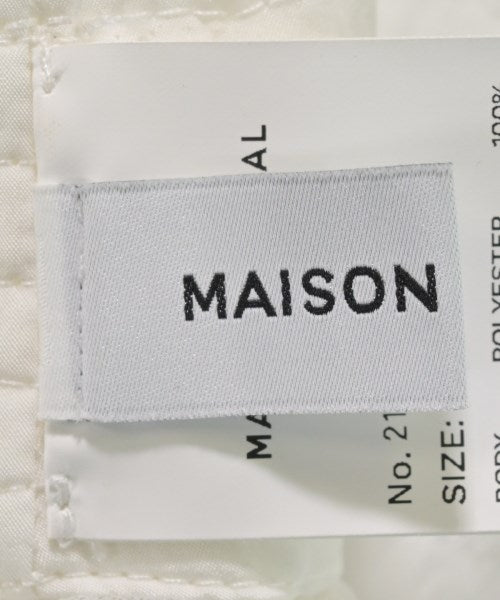 MAISON
MA
AL
No. 21
SIZE:
BODY
POLYESTER
100%